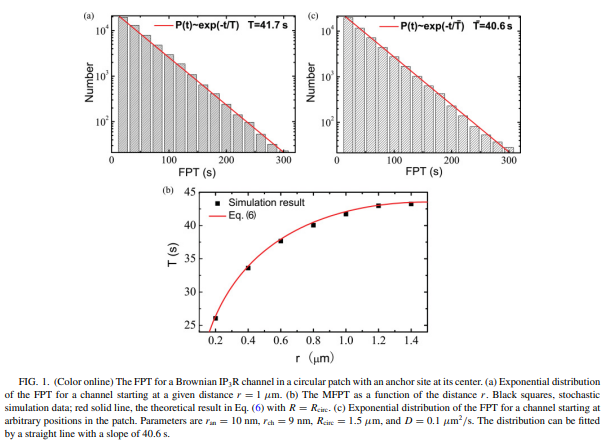 (a)
P(t)~exp(-t/T) T=41.7 s
Number
10⁴
10³
10²
0 100 200 300
FPT (s)
(c)
P(t)~exp(-t/T̄) T̄=40.6 s
Number
10⁴
10³
10²
0 100 200 300
FPT (s)
(b)
Simulation result
Eq. (6)
T (s)
45
40
35
30
25
0.2 0.4 0.6 0.8 1.0 1.2 1.4
r (μm)
FIG. 1. (Color online) The FPT for a Brownian IP₃R channel in a circular patch with an anchor site at its center. (a) Exponential distribution
of the FPT for a channel starting at a given distance r = 1 μm. (b) The MFPT as a function of the distance r. Black squares, stochastic
simulation data; red solid line, the theoretical result in Eq. (6) with R = R_circ. (c) Exponential distribution of the FPT for a channel starting at
arbitrary positions in the patch. Parameters are r_an = 10 nm, r_ch = 9 nm, R_circ = 1.5 μm, and D = 0.1 μm²/s. The distribution can be fitted
by a straight line with a slope of 40.6 s.